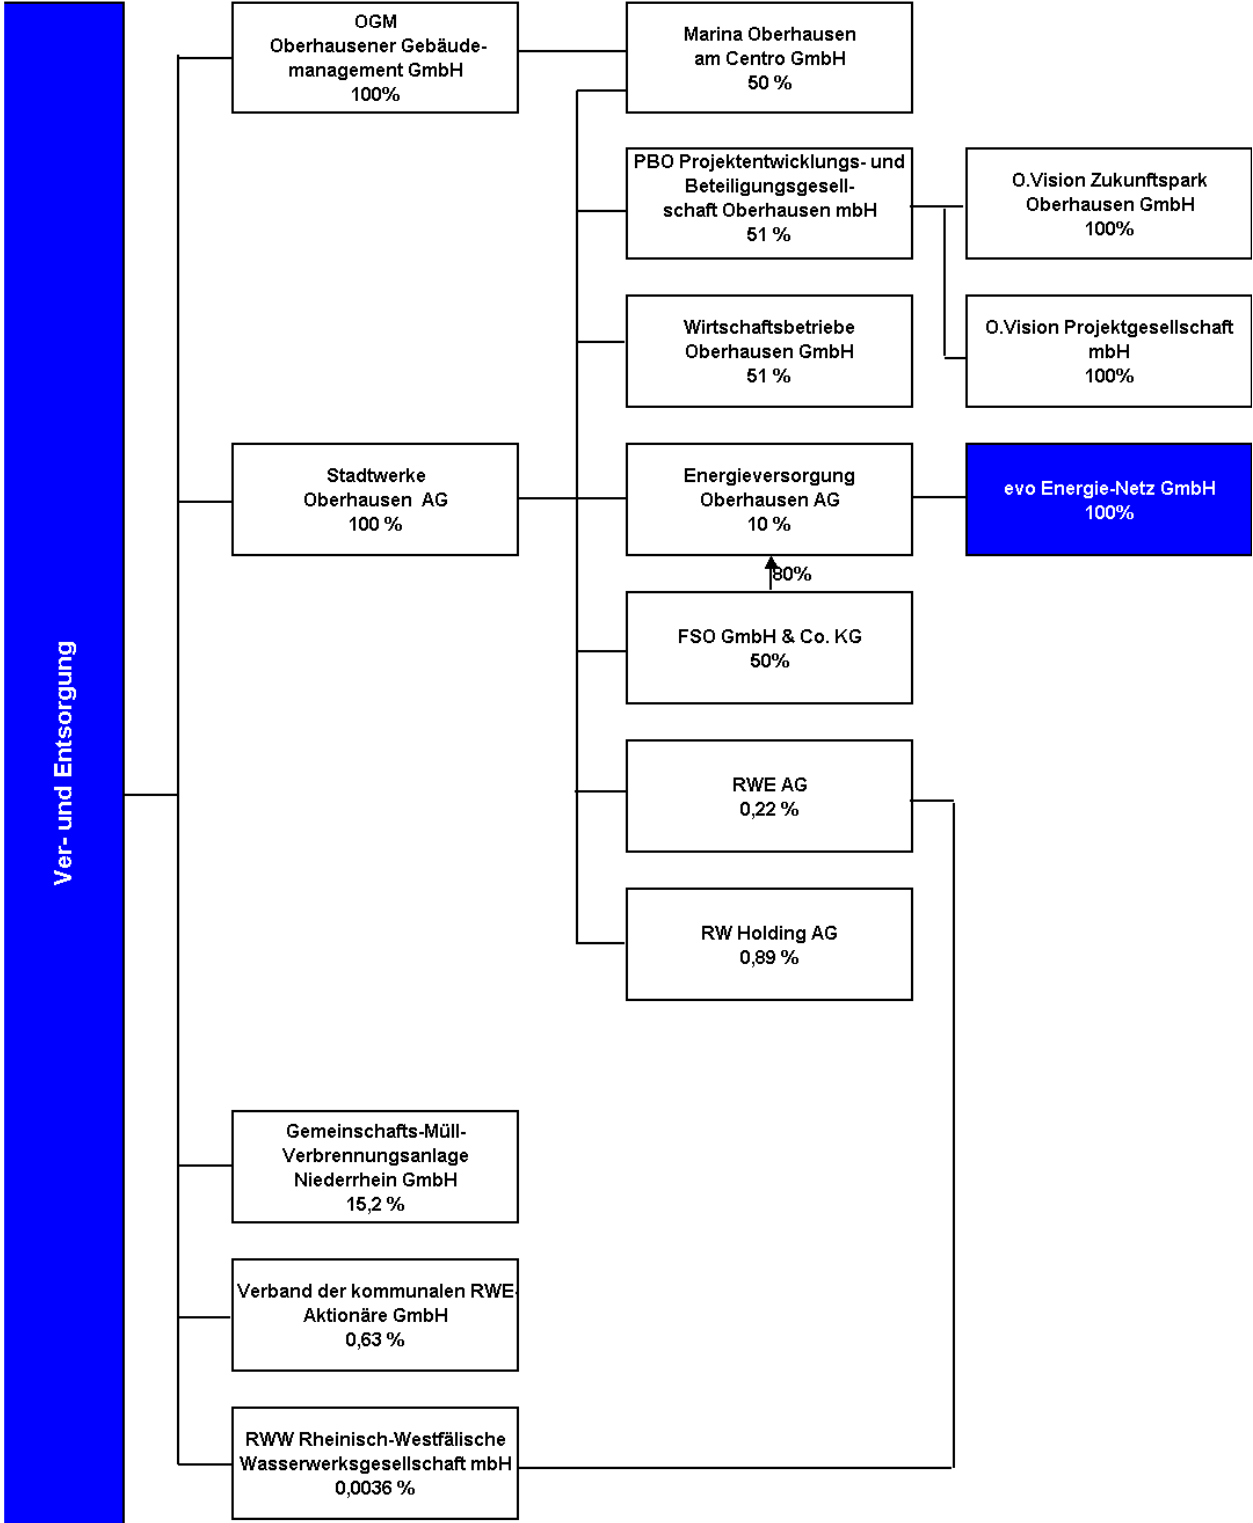 Ver- und Entsorgung
OGM
Oberhausener Gebäude-
management GmbH
100%
Marina Oberhausen
am Centro GmbH
50 %
PBO Projektentwicklungs- und
Beteiligungsgesell-
schaft Oberhausen mbH
51 %
O.Vision Zukunftspark
Oberhausen GmbH
100%
Wirtschaftsbetriebe
Oberhausen GmbH
51 %
O.Vision Projektgesellschaft
mbH
100%
Stadtwerke
Oberhausen AG
100 %
Energieversorgung
Oberhausen AG
10 %
evo Energie-Netz GmbH
100%
80%
FSO GmbH & Co. KG
50%
RWE AG
0,22 %
RW Holding AG
0,89 %
Gemeinschafts-Müll-
Verbrennungsanlage
Niederrhein GmbH
15,2 %
Verband der kommunalen RWE-
Aktionäre GmbH
0,63 %
RWW Rheinisch-Westfälische
Wasserwerksgesellschaft mbH
0,0036 %